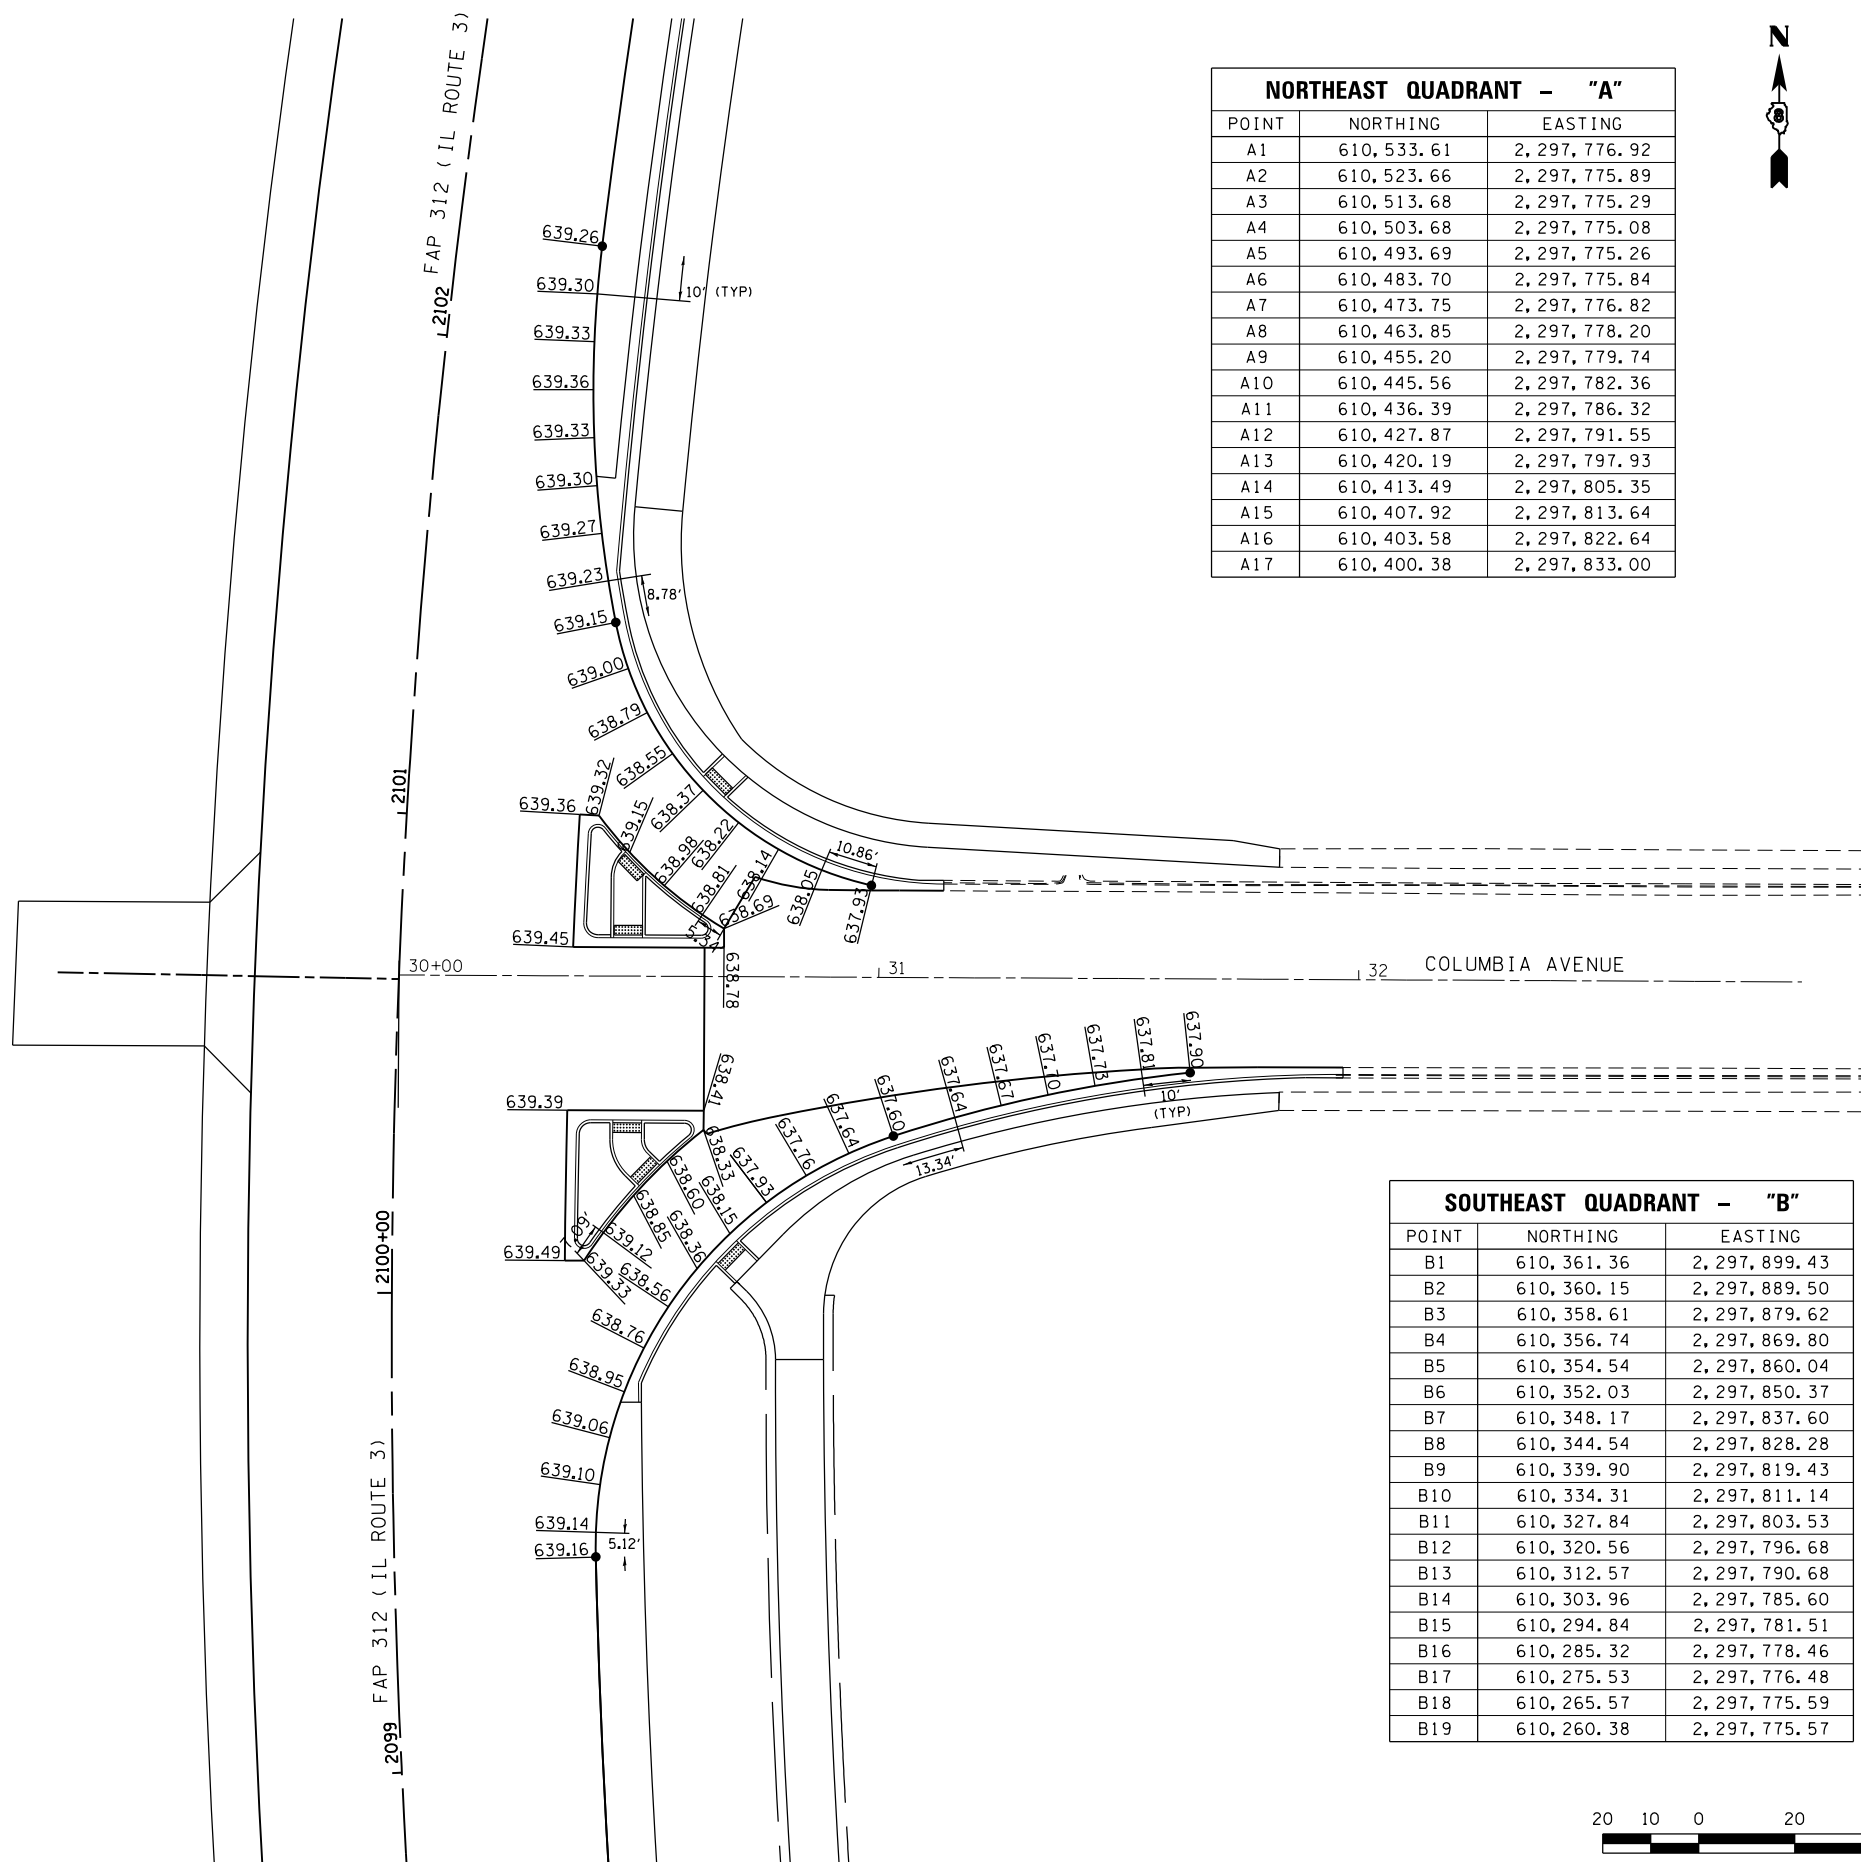 N
NORTHEAST QUADRANT – "A"
POINT NORTHING EASTING
A1 610,533.61 2,297,776.92
A2 610,523.66 2,297,775.89
A3 610,513.68 2,297,775.29
A4 610,503.68 2,297,775.08
A5 610,493.69 2,297,775.26
A6 610,483.70 2,297,775.84
A7 610,473.75 2,297,776.82
A8 610,463.85 2,297,778.20
A9 610,455.20 2,297,779.74
A10 610,445.56 2,297,782.36
A11 610,436.39 2,297,786.32
A12 610,427.87 2,297,791.55
A13 610,420.19 2,297,797.93
A14 610,413.49 2,297,805.35
A15 610,407.92 2,297,813.64
A16 610,403.58 2,297,822.64
A17 610,400.38 2,297,833.00
FAP 312 (IL ROUTE 3)
2102
639.26
639.30
10' (TYP)
639.33
639.36
639.33
639.30
639.27
639.23
8.78'
639.15
639.00
638.79
638.55
638.37
638.22
638.14
638.05
10.86'
637.93
2101
639.36
639.32
639.15
638.98
638.81
638.69
5.34'
639.45
638.78
30+00
31
32
COLUMBIA AVENUE
637.90
637.81
10'
(TYP)
637.73
637.70
637.67
637.64
13.34'
637.60
637.64
637.76
637.93
638.15
638.36
638.56
638.76
638.95
639.06
639.10
639.14
5.12'
639.16
638.41
639.39
638.33
638.60
638.85
639.12
7.09'
639.49
639.33
2100+00
FAP 312 (IL ROUTE 3)
2099
SOUTHEAST QUADRANT – "B"
POINT NORTHING EASTING
B1 610,361.36 2,297,899.43
B2 610,360.15 2,297,889.50
B3 610,358.61 2,297,879.62
B4 610,356.74 2,297,869.80
B5 610,354.54 2,297,860.04
B6 610,352.03 2,297,850.37
B7 610,348.17 2,297,837.60
B8 610,344.54 2,297,828.28
B9 610,339.90 2,297,819.43
B10 610,334.31 2,297,811.14
B11 610,327.84 2,297,803.53
B12 610,320.56 2,297,796.68
B13 610,312.57 2,297,790.68
B14 610,303.96 2,297,785.60
B15 610,294.84 2,297,781.51
B16 610,285.32 2,297,778.46
B17 610,275.53 2,297,776.48
B18 610,265.57 2,297,775.59
B19 610,260.38 2,297,775.57
20 10 0 20